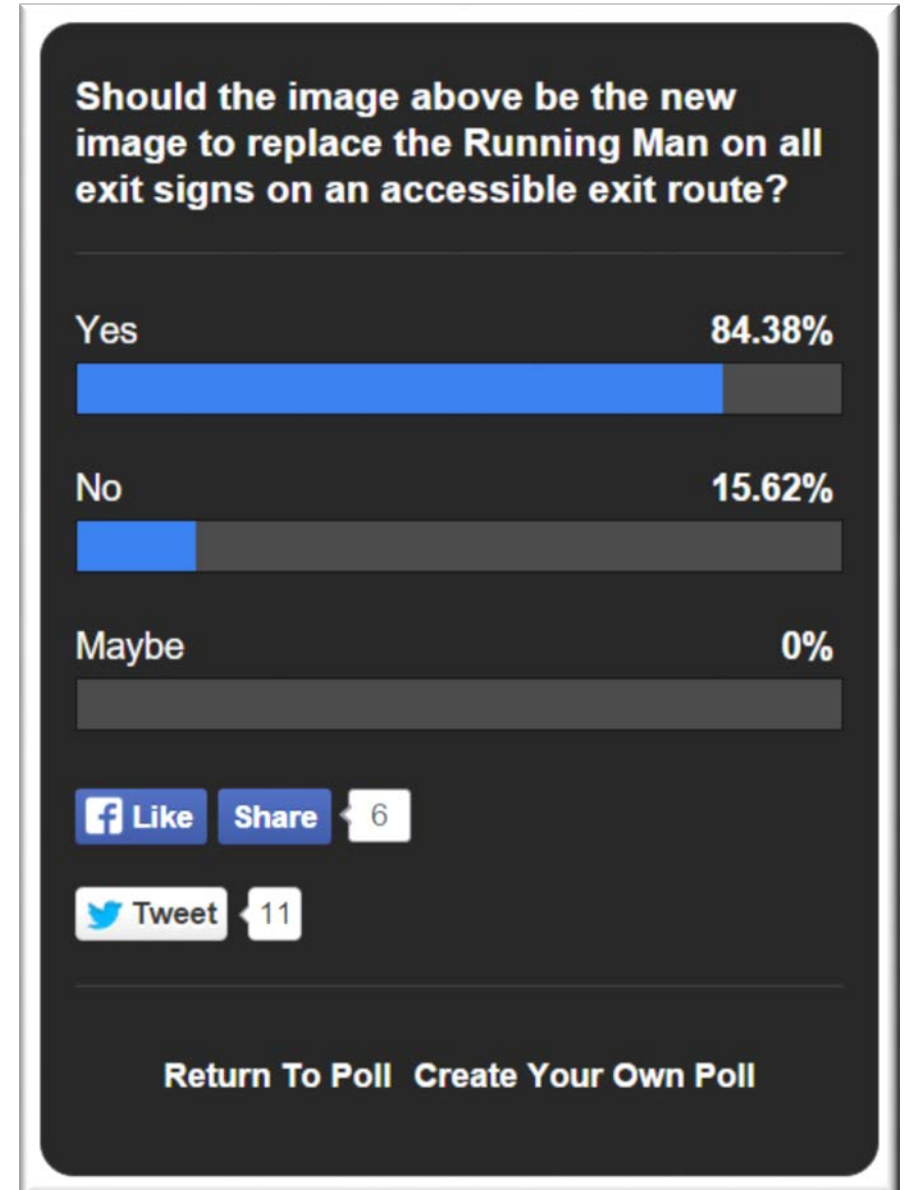 Should the image above be the new
image to replace the Running Man on all
exit signs on an accessible exit route?
Yes 84.38%
No 15.62%
Maybe 0%
Like Share 6
Tweet 11
Return To Poll Create Your Own Poll